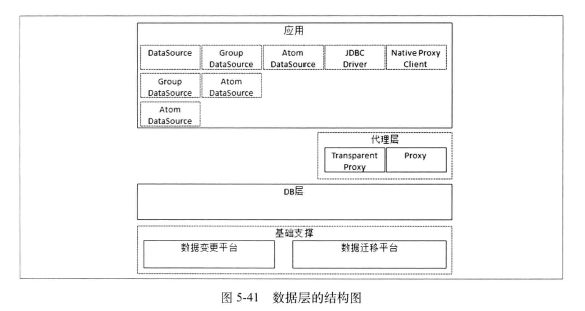 应用
DataSource
Group
DataSource
Atom
DataSource
JDBC
Driver
Native Proxy
Client
Group
DataSource
Atom
DataSource
Atom
DataSource
代理层
Transparent
Proxy
Proxy
DB层
基础支撑
数据变更平台
数据迁移平台
图 5-41 数据层的结构图